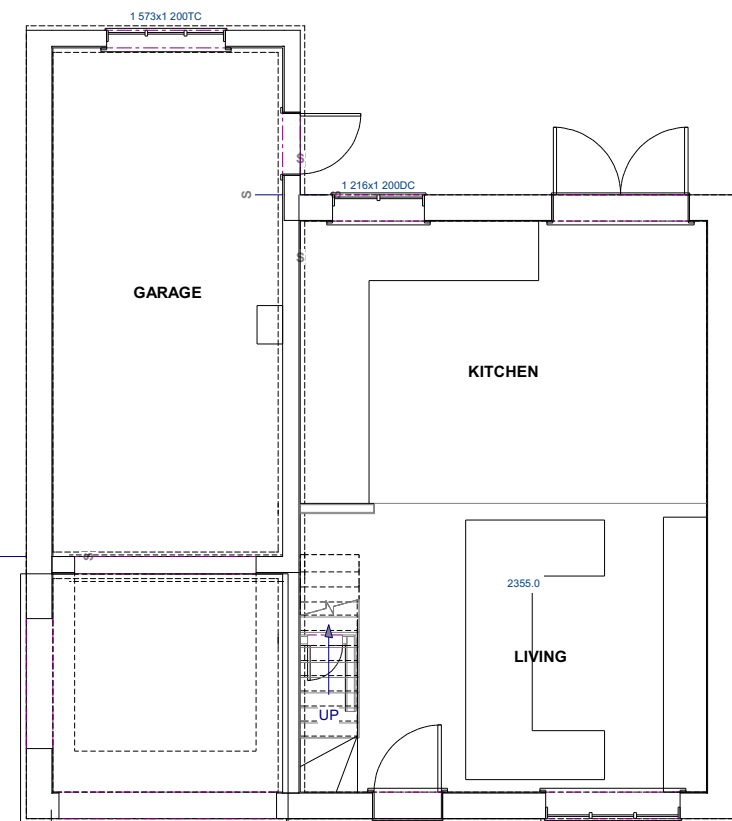 1 573x1 200TC
S
S
1 216x1 200DC
S
GARAGE
KITCHEN
S
2355.0
LIVING
UP